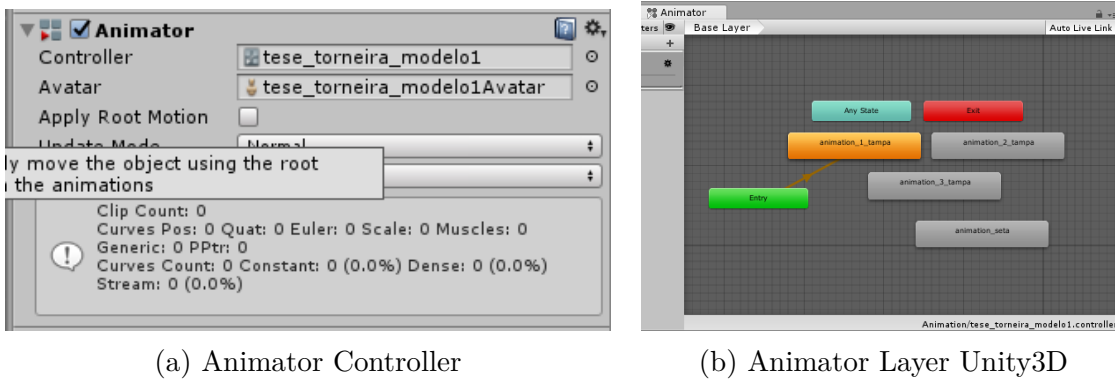 Animator
Controller
tese_torneira_modelo1
Avatar
tese_torneira_modelo1Avatar
Apply Root Motion
Update Mode
Normal
ly move the object using the root
the animations
Clip Count: 0
Curves Pos: 0 Quat: 0 Euler: 0 Scale: 0 Muscles: 0
Generic: 0 PPtr: 0
Curves Count: 0 Constant: 0 (0.0%) Dense: 0 (0.0%)
Stream: 0 (0.0%)
(a) Animator Controller
Animator
ters
Base Layer
Auto Live Link
Any State
Exit
animation_1_tampa
animation_2_tampa
animation_3_tampa
Entry
animation_seta
Animation/tese_torneira_modelo1.controller
(b) Animator Layer Unity3D